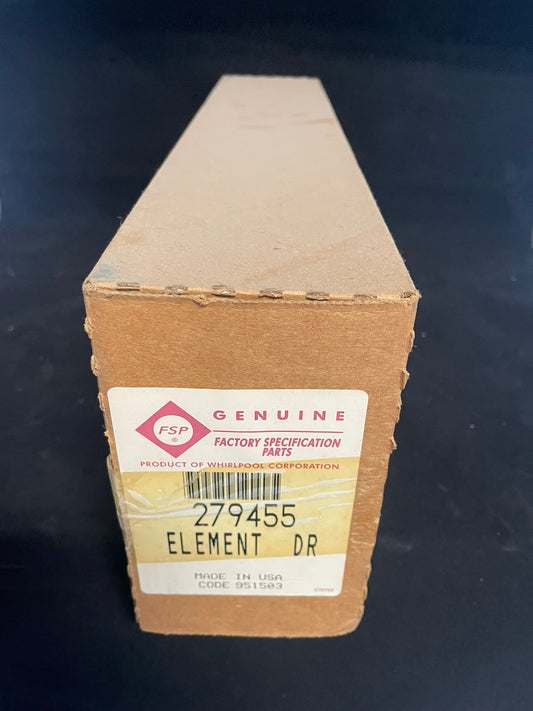 GENUINE
FSP
®
FACTORY SPECIFICATION
PARTS
PRODUCT OF WHIRLPOOL CORPORATION
279455
ELEMENT DR
MADE IN USA
CODE 951503